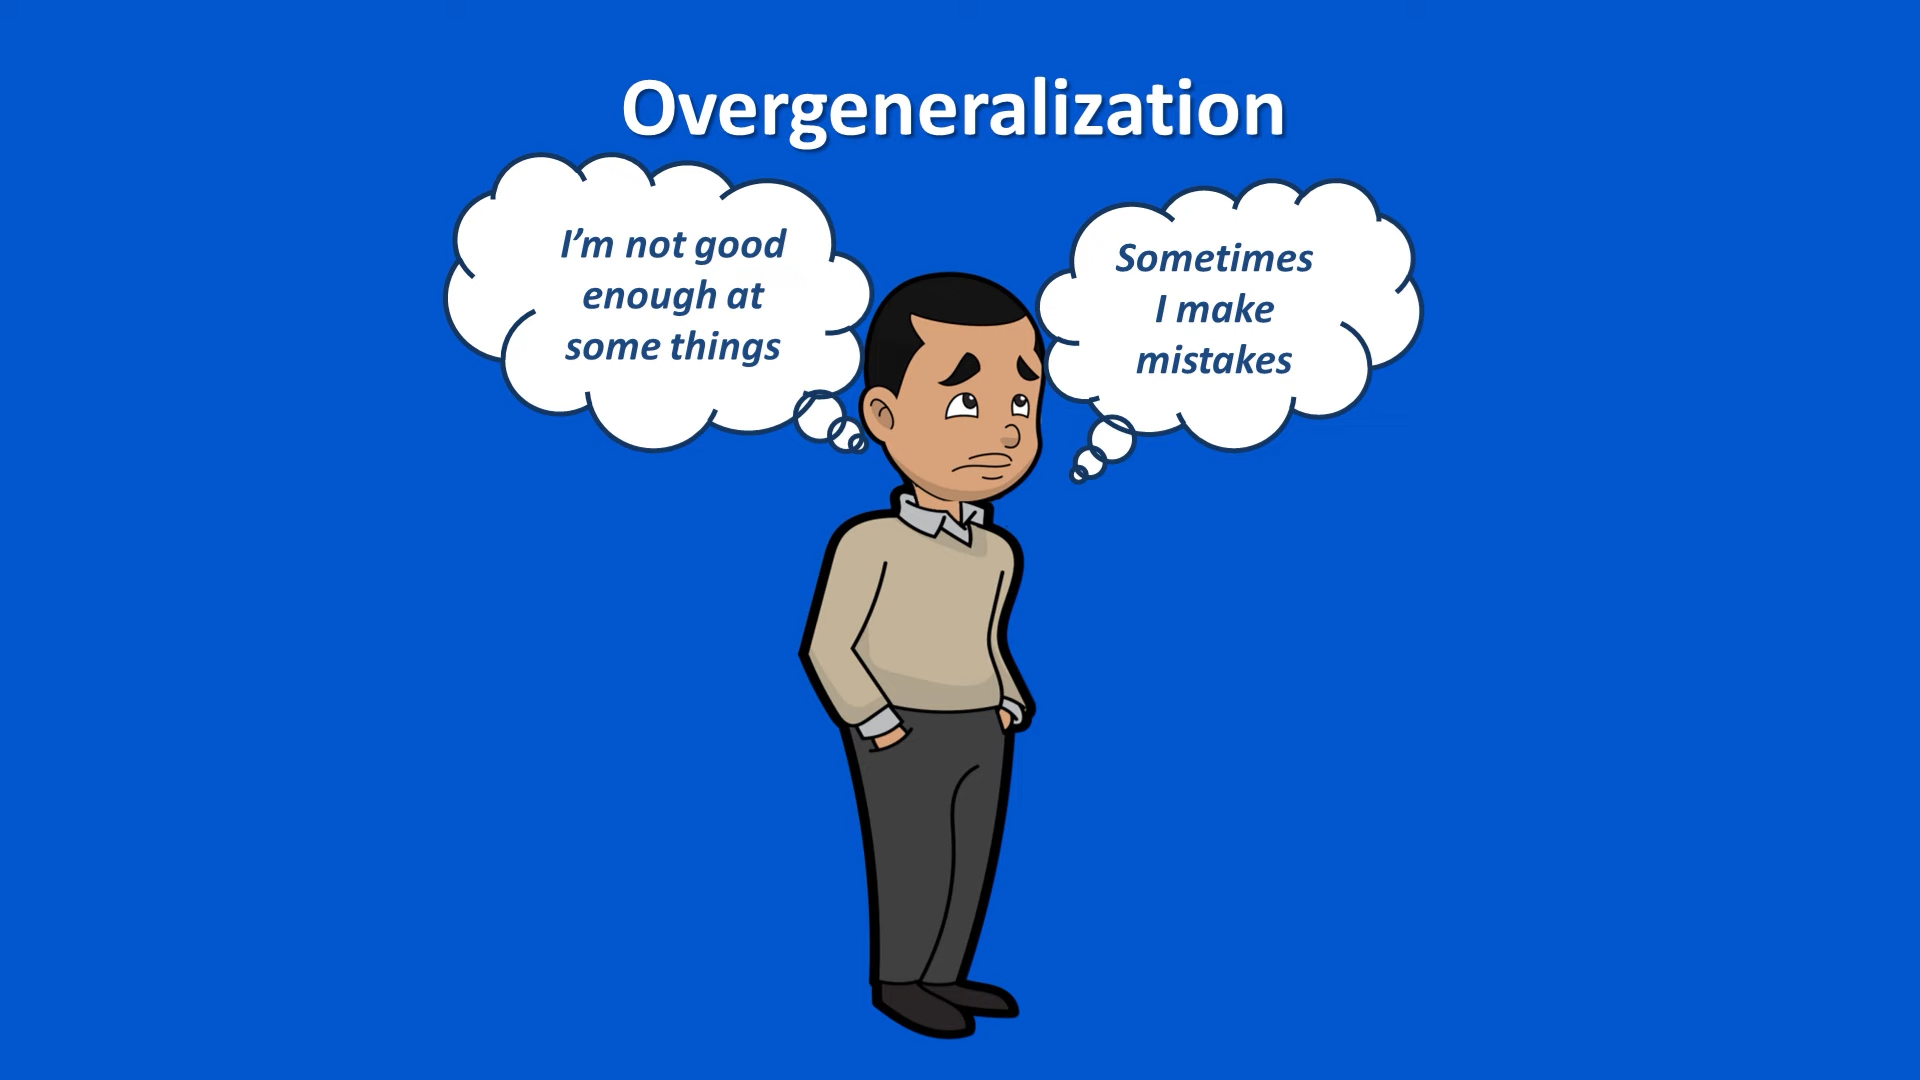 Overgeneralization
I’m not good
enough at
some things
Sometimes
I make
mistakes